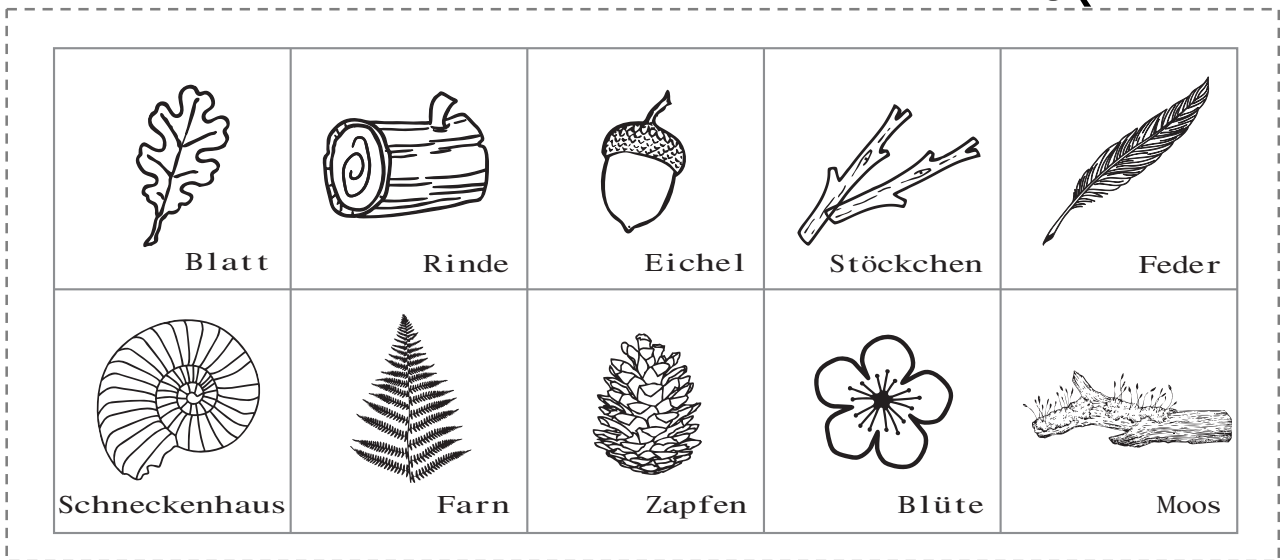 Blatt
Rinde
Eichel
Stöckchen
Feder
Schneckenhaus
Farn
Zapfen
Blüte
Moos